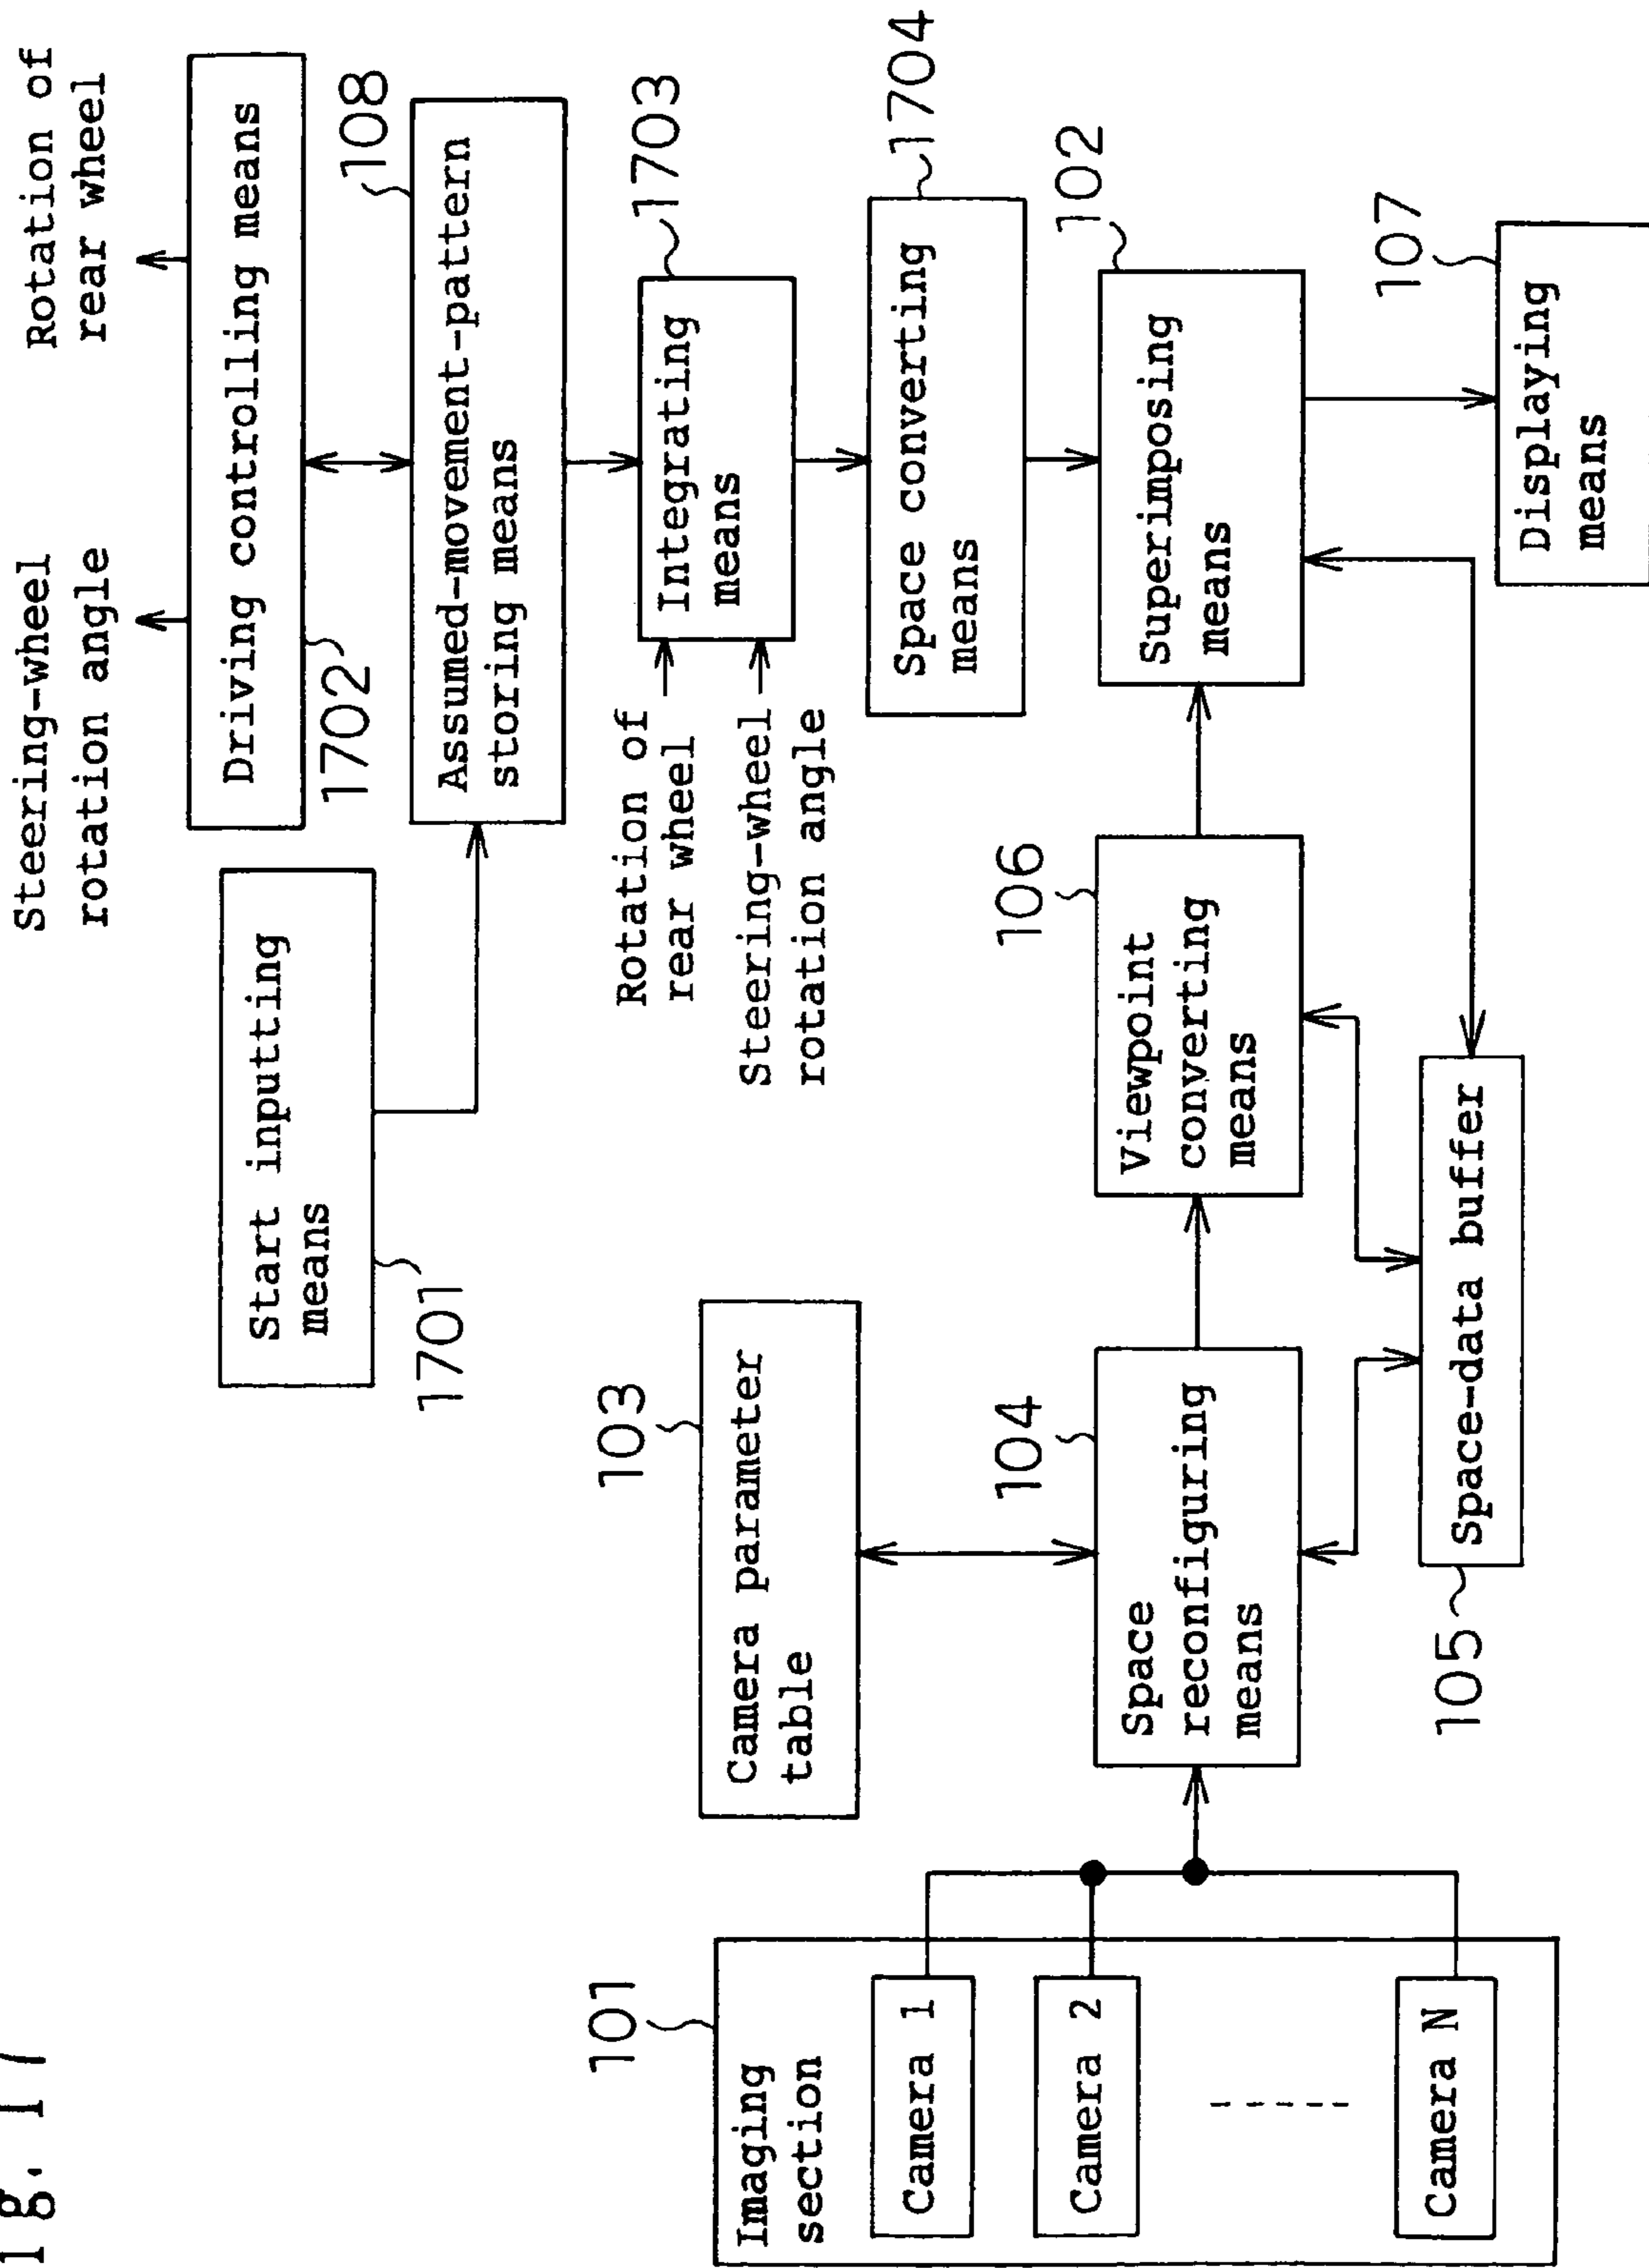 ig. 17
Steering-wheel
rotation angle
Rotation of
rear wheel
Driving controlling means
1702
Start inputting
means
1701
108
Assumed-movement-pattern
storing means
Rotation of
rear wheel
Steering-wheel
rotation angle
Integrating
means
1703
Space converting
means
1704
101
Imaging
section
Camera 1
Camera 2
Camera N
103
Camera parameter
table
104
Space
reconfiguring
means
106
Viewpoint
converting
means
102
Superimposing
means
105
Space-data buffer
107
Displaying
means